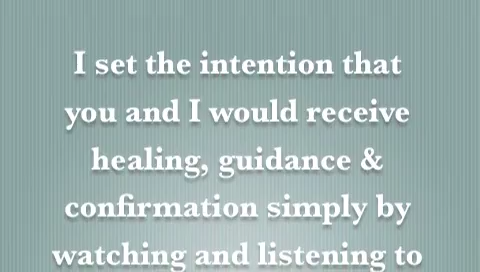 I set the intention that
you and I would receive
healing, guidance &
confirmation simply by
watching and listening to